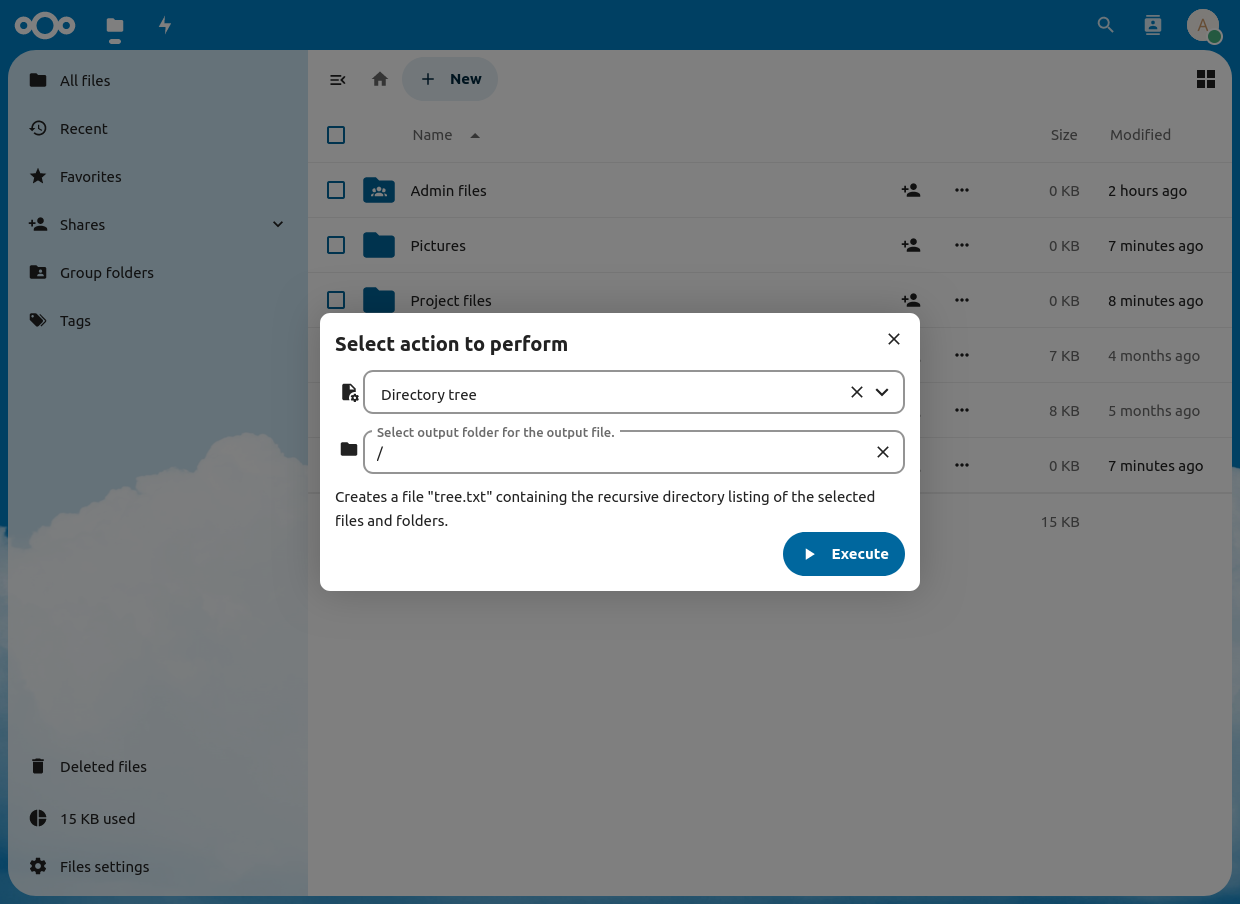 A
All files
Recent
Favorites
Shares
Group folders
Tags
Deleted files
15 KB used
Files settings
New
Name Size Modified
Admin files 0 KB 2 hours ago
Pictures 0 KB 7 minutes ago
Project files 0 KB 8 minutes ago
7 KB 4 months ago
8 KB 5 months ago
0 KB 7 minutes ago
15 KB
Select action to perform
Directory tree
Select output folder for the output file.
/
Creates a file "tree.txt" containing the recursive directory listing of the selected
files and folders.
Execute